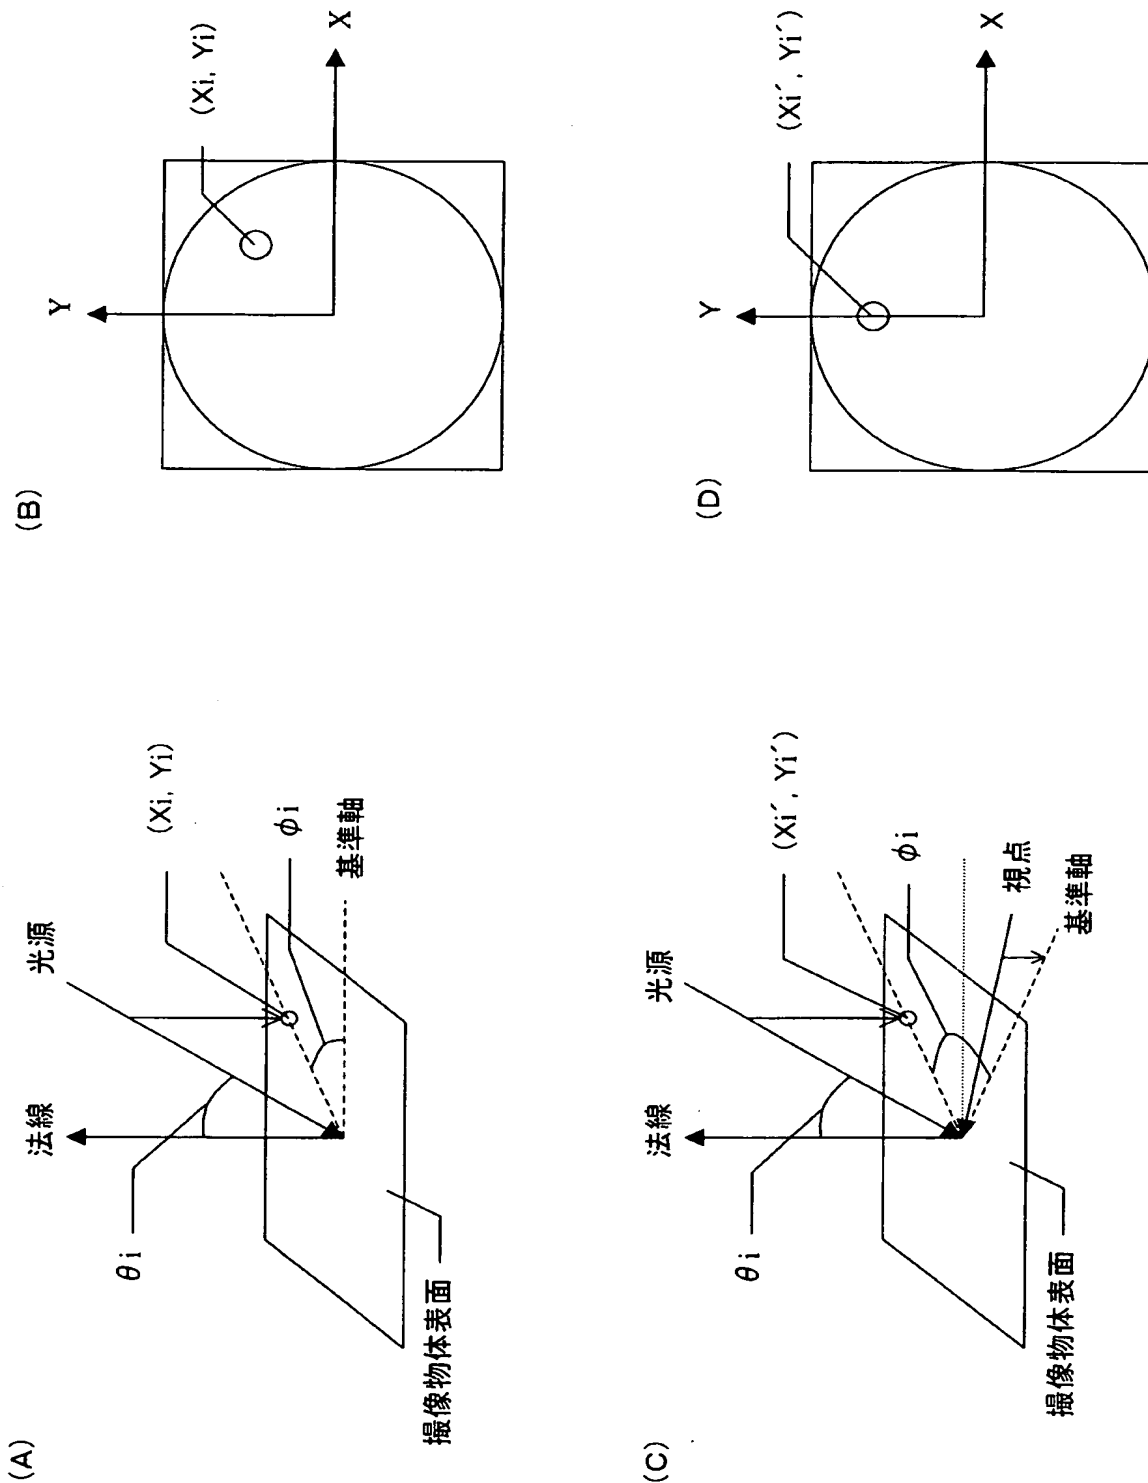 (A)
法線
光源
θi
(Xi, Yi)
φi
基準軸
撮像物体表面
(B)
Y
X
(Xi, Yi)
(C)
法線
光源
θi
(Xi´, Yi´)
φi
視点
基準軸
撮像物体表面
(D)
Y
X
(Xi´, Yi´)